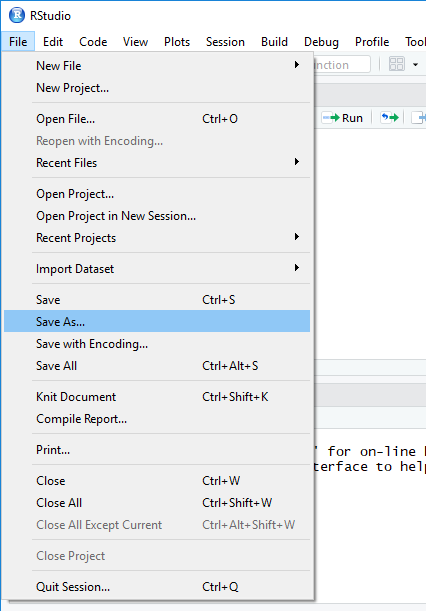 RStudio
File Edit Code View Plots Session Build Debug Profile Tool
New File
New Project...
Open File... Ctrl+O
Reopen with Encoding...
Recent Files
Open Project...
Open Project in New Session...
Recent Projects
Import Dataset
Save Ctrl+S
Save As...
Save with Encoding...
Save All Ctrl+Alt+S
Knit Document Ctrl+Shift+K
Compile Report...
Print...
Close Ctrl+W
Close All Ctrl+Shift+W
Close All Except Current Ctrl+Alt+Shift+W
Close Project
Quit Session... Ctrl+Q
nction
Run
' for on-line
terface to help